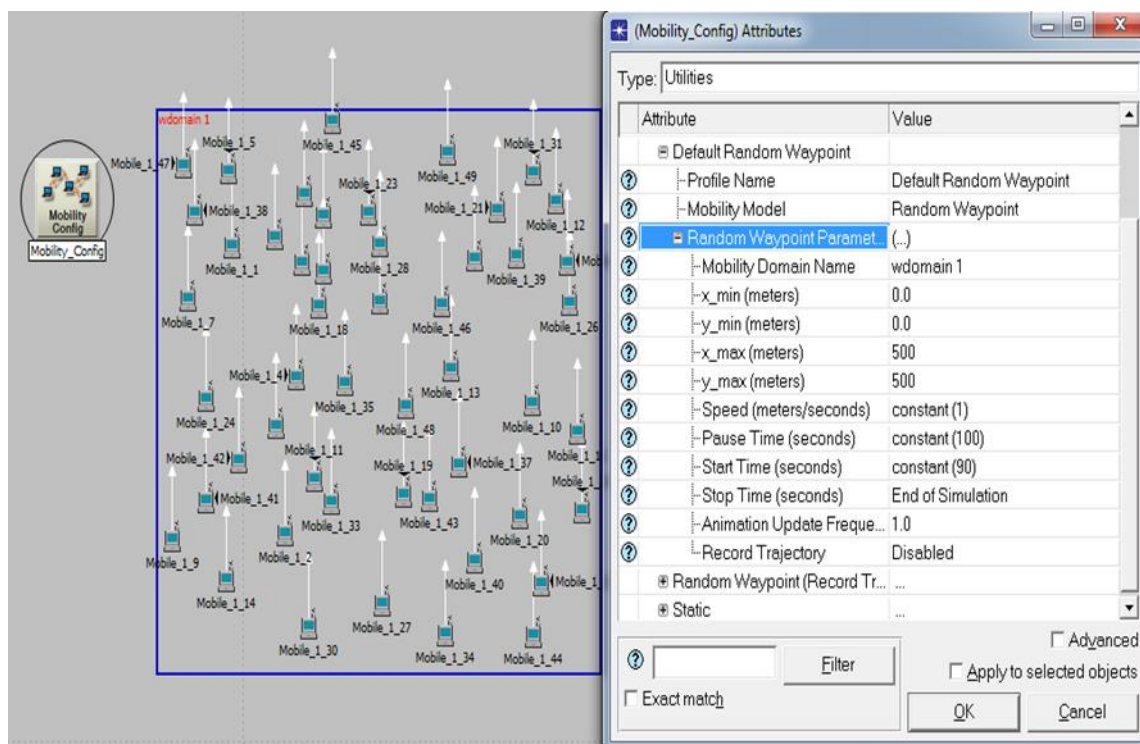 wdomain 1
Mobile_1_5
Mobile_1_45
Mobile_1_31
Mobile_1_47
Mobile_1_23
Mobile_1_49
Mobile_1_38
Mobile_1_21
Mobile_1_12
Mobility
Config
Mobility_Config
Mobile_1_1
Mobile_1_28
Mobile_1_39
Mob
Mobile_1_7
Mobile_1_18
Mobile_1_46
Mobile_1_26
Mobile_1_4
Mobile_1_35
Mobile_1_13
Mobile_1_24
Mobile_1_48
Mobile_1_10
Mobile_1_42
Mobile_1_11
Mobile_1_19
Mobile_1_37
Mobile_1_1
Mobile_1_
Mobile_1_41
Mobile_1_33
Mobile_1_43
Mobile_1_20
Mobile_1_9
Mobile_1_2
Mobile_1_14
Mobile_1_40
Mobile_1_
Mobile_1_30
Mobile_1_27
Mobile_1_34
Mobile_1_44
(Mobility_Config) Attributes
Type: Utilities
Attribute Value
Default Random Waypoint
Profile Name Default Random Waypoint
Mobility Model Random Waypoint
Random Waypoint Paramet... (...)
Mobility Domain Name wdomain 1
x_min (meters) 0.0
y_min (meters) 0.0
x_max (meters) 500
y_max (meters) 500
Speed (meters/seconds) constant (1)
Pause Time (seconds) constant (100)
Start Time (seconds) constant (90)
Stop Time (seconds) End of Simulation
Animation Update Freque... 1.0
Record Trajectory Disabled
Random Waypoint (Record Tr... ...
Static ...
Advanced
Filter
Apply to selected objects
Exact match
OK Cancel